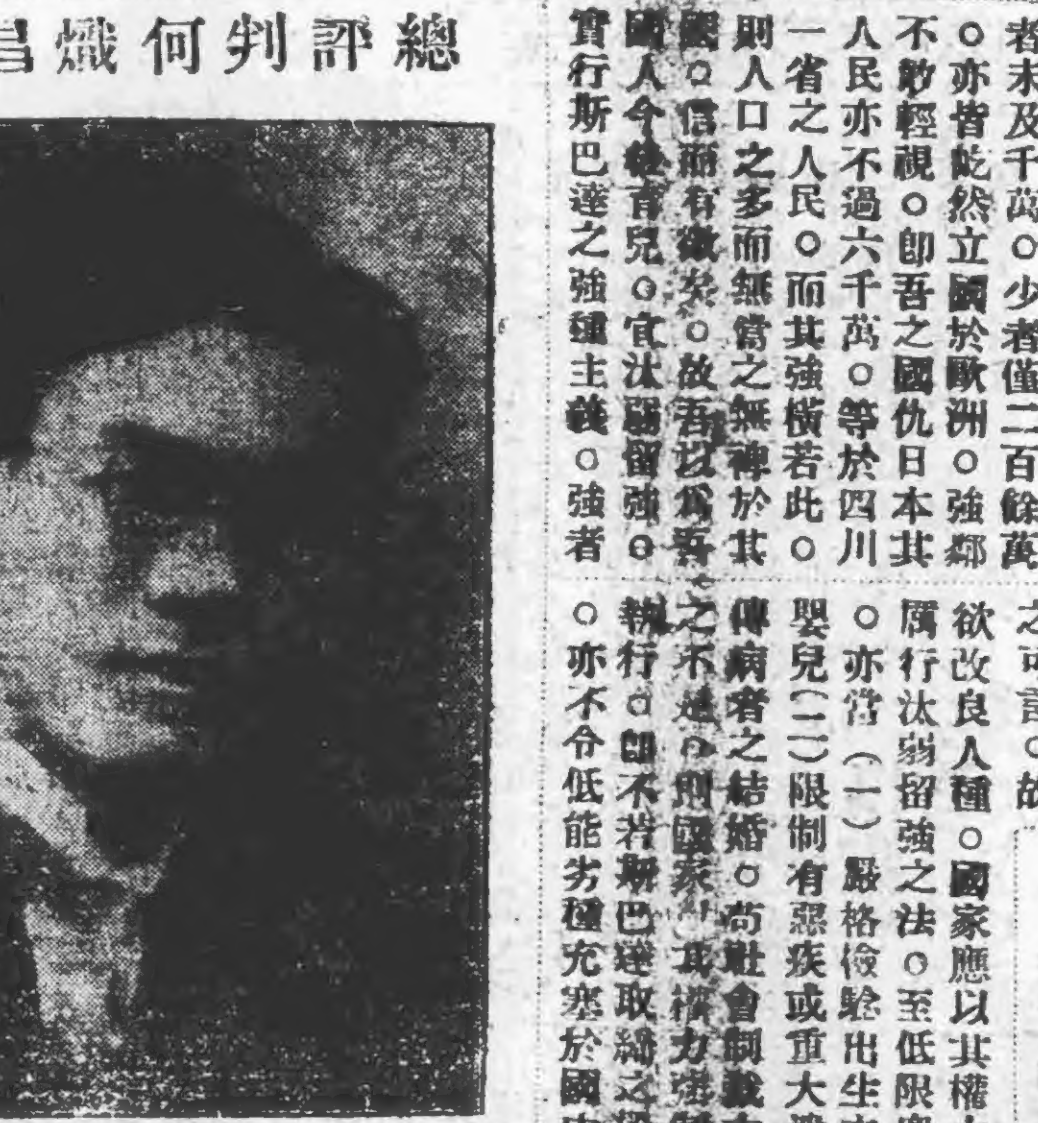 總評判何熾昌
者未及千萬。少者僅二百餘萬
。亦皆屹然立國於歐洲。強鄰
不敢輕視。卽吾之國仇日本其
人民亦不過六千萬。等於四川
一省之人民。而其強橫若此。
則人口之多而無當之無裨於其
國。信而有徵矣。故吾以爲吾
國人今後育兒。宜汰弱留強。
實行斯巴達之強種主義。強者
之可言。故
欲改良人種。國家應以其權
厲行汰弱留強之法。至低限
。亦當(一)嚴格儉騐出生
嬰兒(二)限制有惡疾或重大
傳病者之結婚。苟社會制裁
之不逮。則國家以其權力
執行。卽不若斯巴達取締之
。亦不令低能劣種充塞於國